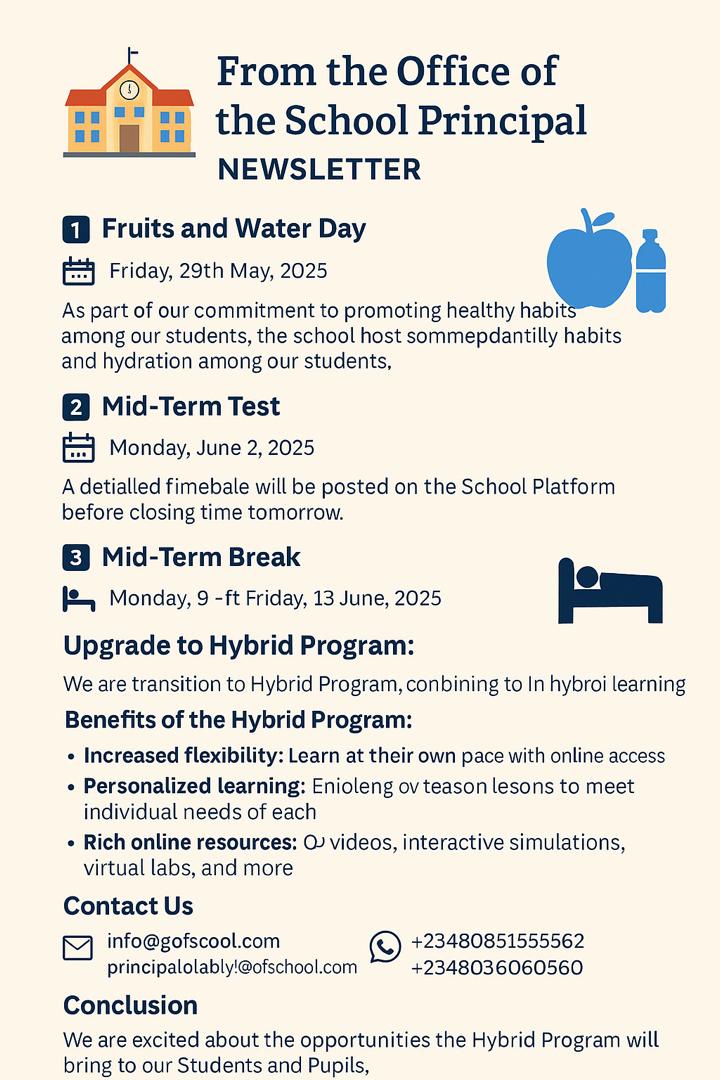 From the Office of
the School Principal
NEWSLETTER
1 Fruits and Water Day
Friday, 29th May, 2025
As part of our commitment to promoting healthy habits
among our students, the school host sommepdantilly habits
and hydration among our students,
2 Mid-Term Test
Monday, June 2, 2025
A detialled fimebale will be posted on the School Platform
before closing time tomorrow.
3 Mid-Term Break
Monday, 9 -ft Friday, 13 June, 2025
Upgrade to Hybrid Program:
We are transition to Hybrid Program, conbining to In hybroi learning
Benefits of the Hybrid Program:
• Increased flexibility: Learn at their own pace with online access
• Personalized learning: Enioleng ov teason lesons to meet
individual needs of each
• Rich online resources: videos, interactive simulations,
virtual labs, and more
Contact Us
info@gofscool.com
+23480851555562
principalolably!@ofschool.com
+2348036060560
Conclusion
We are excited about the opportunities the Hybrid Program will
bring to our Students and Pupils,